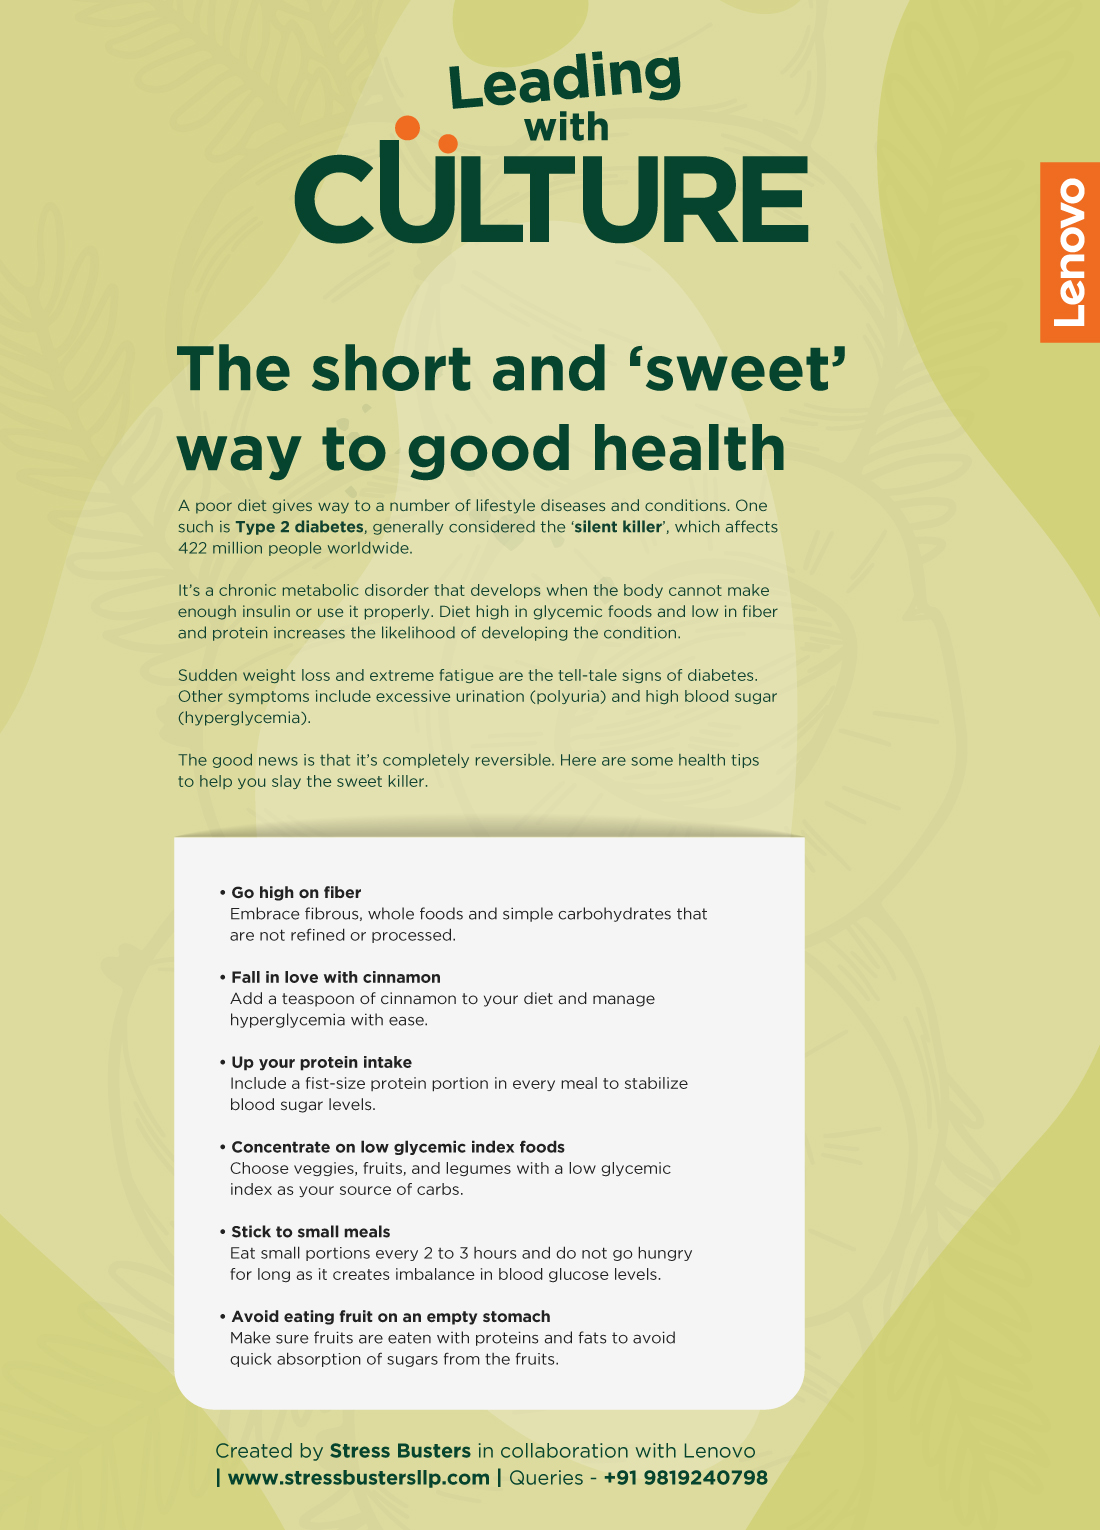 Leading
with
CULTURE
Lenovo
The short and ‘sweet’
way to good health
A poor diet gives way to a number of lifestyle diseases and conditions. One
such is Type 2 diabetes, generally considered the ‘silent killer’, which affects
422 million people worldwide.
It’s a chronic metabolic disorder that develops when the body cannot make
enough insulin or use it properly. Diet high in glycemic foods and low in fiber
and protein increases the likelihood of developing the condition.
Sudden weight loss and extreme fatigue are the tell-tale signs of diabetes.
Other symptoms include excessive urination (polyuria) and high blood sugar
(hyperglycemia).
The good news is that it’s completely reversible. Here are some health tips
to help you slay the sweet killer.
• Go high on fiber
Embrace fibrous, whole foods and simple carbohydrates that
are not refined or processed.
• Fall in love with cinnamon
Add a teaspoon of cinnamon to your diet and manage
hyperglycemia with ease.
• Up your protein intake
Include a fist-size protein portion in every meal to stabilize
blood sugar levels.
• Concentrate on low glycemic index foods
Choose veggies, fruits, and legumes with a low glycemic
index as your source of carbs.
• Stick to small meals
Eat small portions every 2 to 3 hours and do not go hungry
for long as it creates imbalance in blood glucose levels.
• Avoid eating fruit on an empty stomach
Make sure fruits are eaten with proteins and fats to avoid
quick absorption of sugars from the fruits.
Created by Stress Busters in collaboration with Lenovo
| www.stressbustersllp.com | Queries - +91 9819240798